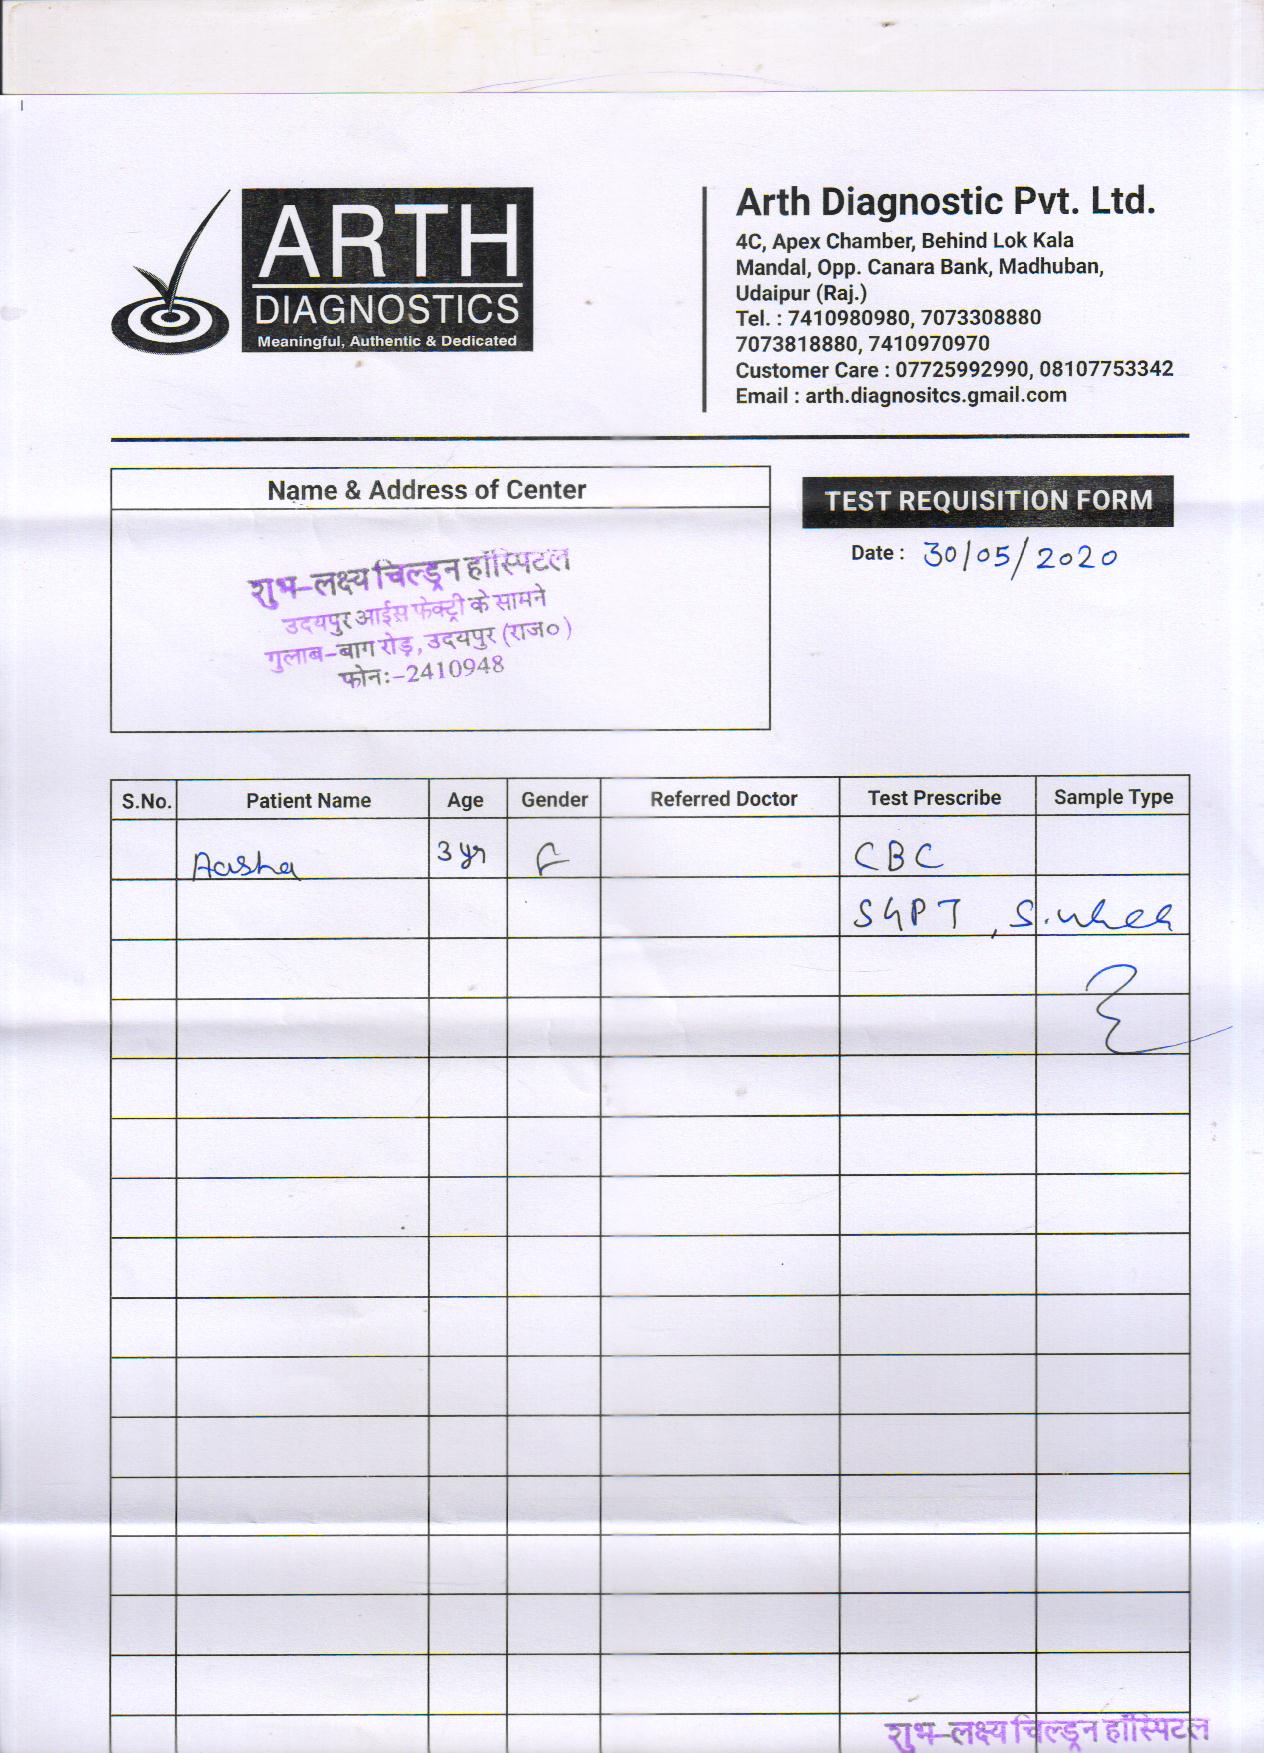 ARTH
DIAGNOSTICS
Meaningful, Authentic & Dedicated
Arth Diagnostic Pvt. Ltd.
4C, Apex Chamber, Behind Lok Kala
Mandal, Opp. Canara Bank, Madhuban,
Udaipur (Raj.)
Tel. : 7410980980, 7073308880
7073818880, 7410970970
Customer Care : 07725992990, 08107753342
Email : arth.diagnositcs.gmail.com
Name & Address of Center
शुभ-लक्ष्य चिल्ड्रन हॉस्पिटल
उदयपुर आईस फेक्ट्री के सामने
गुलाब-बाग रोड़, उदयपुर (राज०)
फोनः-2410948
TEST REQUISITION FORM
Date : 30/05/2020
S.No. Patient Name Age Gender Referred Doctor Test Prescribe Sample Type
Aasha 3 yr F CBC
SGPT, S.
शुभ-लक्ष्य चिल्ड्रन हॉस्पिटल